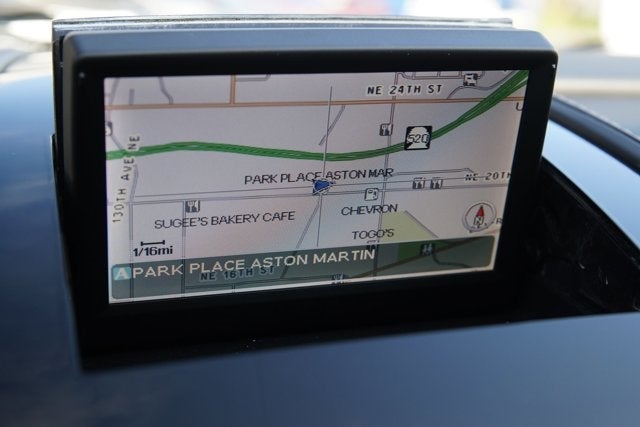 NE 24TH ST
520
130TH AVE NE
PARK PLACE ASTON MAR
NE 20TH
SUGEE'S BAKERY CAFE
CHEVRON
TOGO'S
1/16mi
A PARK PLACE ASTON MARTIN
NE 16TH ST